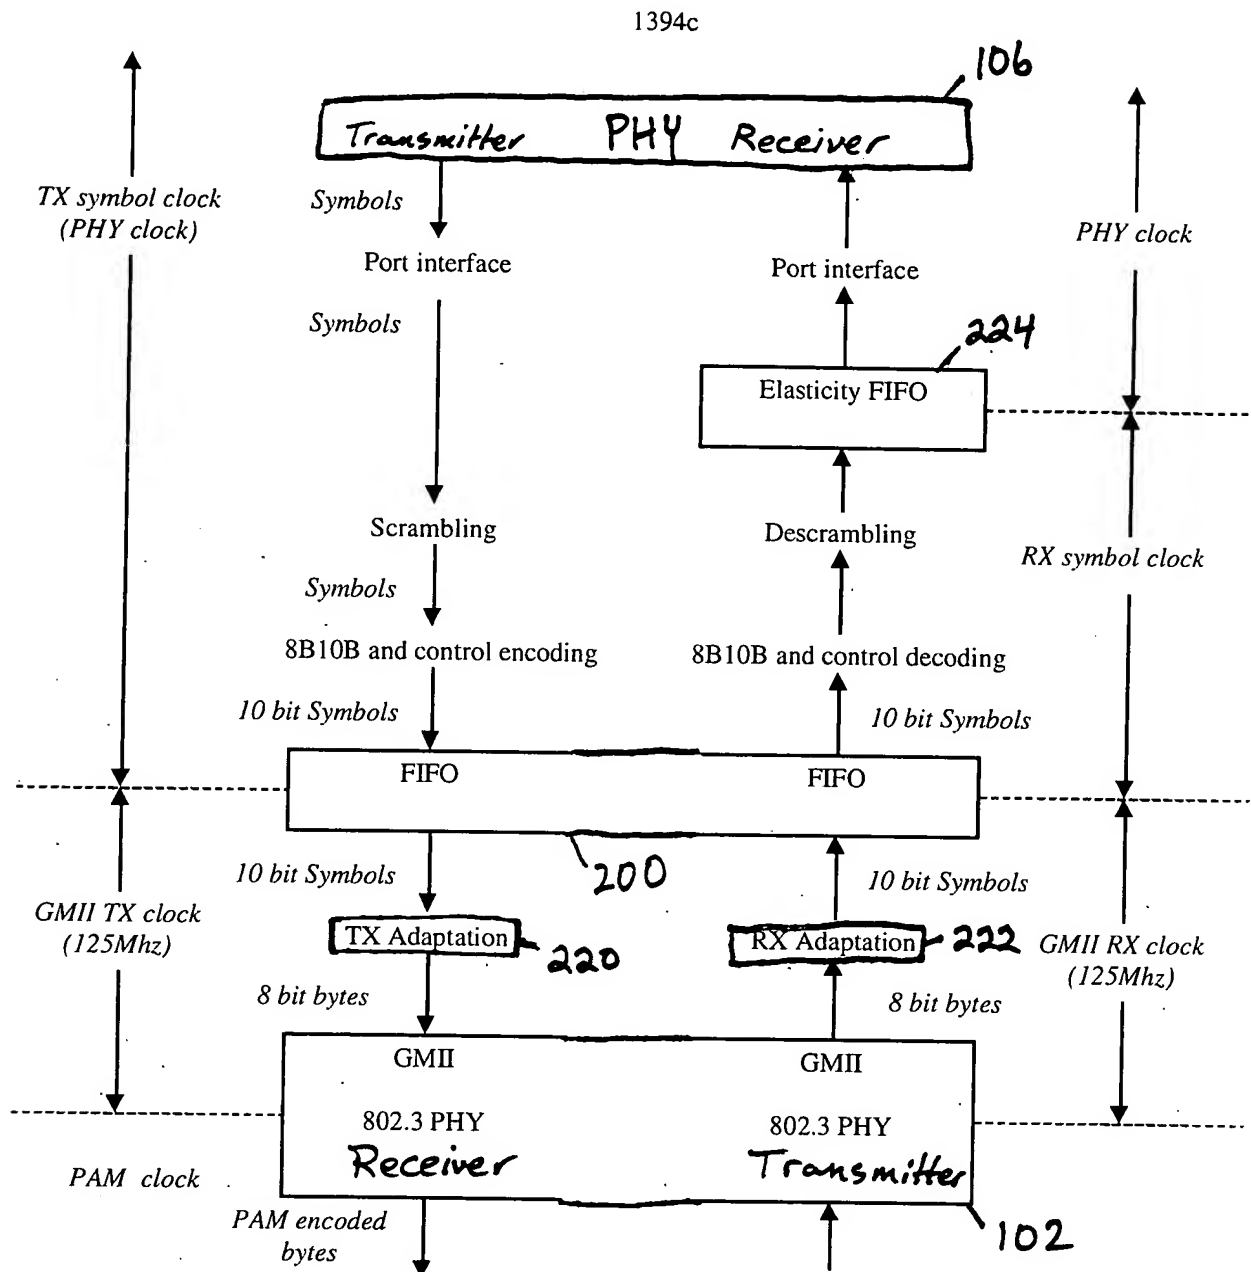 1394c
106
Transmitter PHY Receiver
TX symbol clock
(PHY clock)
Symbols
PHY clock
Port interface
Port interface
Symbols
224
Elasticity FIFO
Scrambling
Descrambling
RX symbol clock
Symbols
8B10B and control encoding
8B10B and control decoding
10 bit Symbols
10 bit Symbols
FIFO
FIFO
200
10 bit Symbols
10 bit Symbols
GMII TX clock
(125Mhz)
TX Adaptation
220
RX Adaptation
222
GMII RX clock
(125Mhz)
8 bit bytes
8 bit bytes
GMII
GMII
802.3 PHY
802.3 PHY
Receiver
Transmitter
PAM clock
PAM encoded
bytes
102